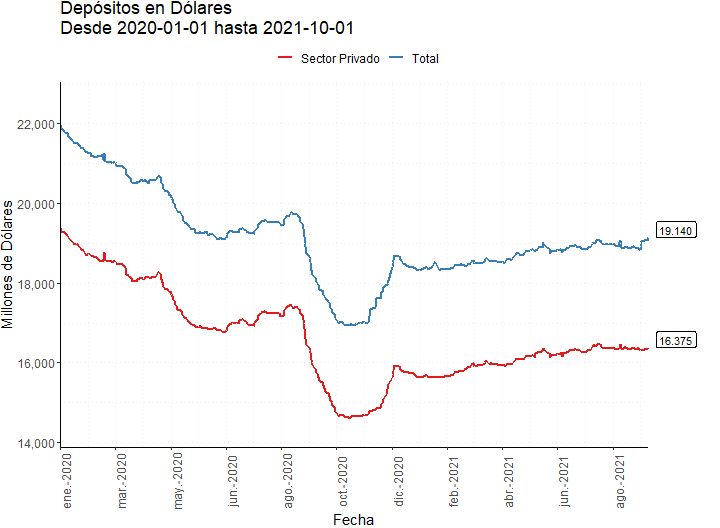 Depósitos en Dólares
Desde 2020-01-01 hasta 2021-10-01
Sector Privado Total
Millones de Dólares
22,000
20,000
18,000
16,000
14,000
19.140
16.375
ene.-2020
mar.-2020
may.-2020
jun.-2020
ago.-2020
oct.-2020
dic.-2020
feb.-2021
abr.-2021
jun.-2021
ago.-2021
Fecha